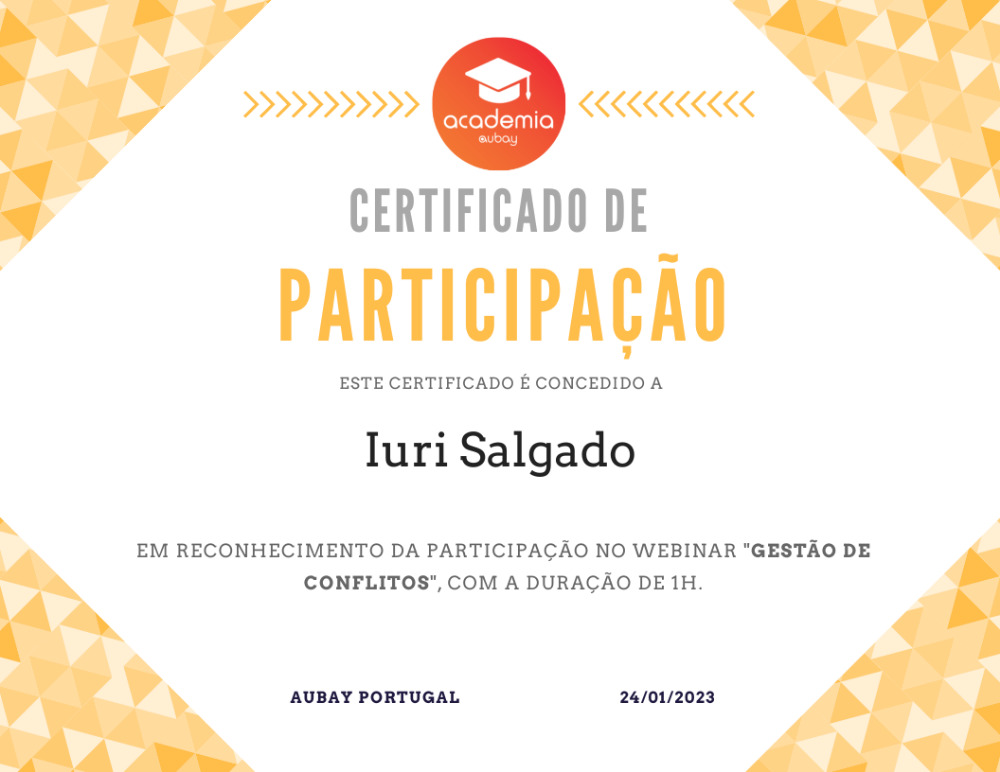 academia
@ubay
CERTIFICADO DE
PARTICIPAÇÃO
ESTE CERTIFICADO É CONCEDIDO A
Iuri Salgado
EM RECONHECIMENTO DA PARTICIPAÇÃO NO WEBINAR "GESTÃO DE
CONFLITOS", COM A DURAÇÃO DE 1H.
AUBAY PORTUGAL
24/01/2023